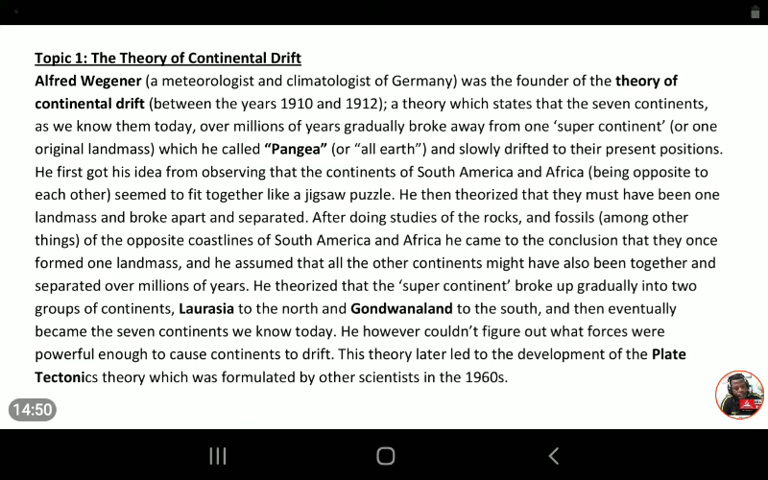 Topic 1: The Theory of Continental Drift
Alfred Wegener (a meteorologist and climatologist of Germany) was the founder of the theory of
continental drift (between the years 1910 and 1912); a theory which states that the seven continents,
as we know them today, over millions of years gradually broke away from one ‘super continent’ (or one
original landmass) which he called “Pangea” (or “all earth”) and slowly drifted to their present positions.
He first got his idea from observing that the continents of South America and Africa (being opposite to
each other) seemed to fit together like a jigsaw puzzle. He then theorized that they must have been one
landmass and broke apart and separated. After doing studies of the rocks, and fossils (among other
things) of the opposite coastlines of South America and Africa he came to the conclusion that they once
formed one landmass, and he assumed that all the other continents might have also been together and
separated over millions of years. He theorized that the ‘super continent’ broke up gradually into two
groups of continents, Laurasia to the north and Gondwanaland to the south, and then eventually
became the seven continents we know today. He however couldn’t figure out what forces were
powerful enough to cause continents to drift. This theory later led to the development of the Plate
Tectonics theory which was formulated by other scientists in the 1960s.
14:50